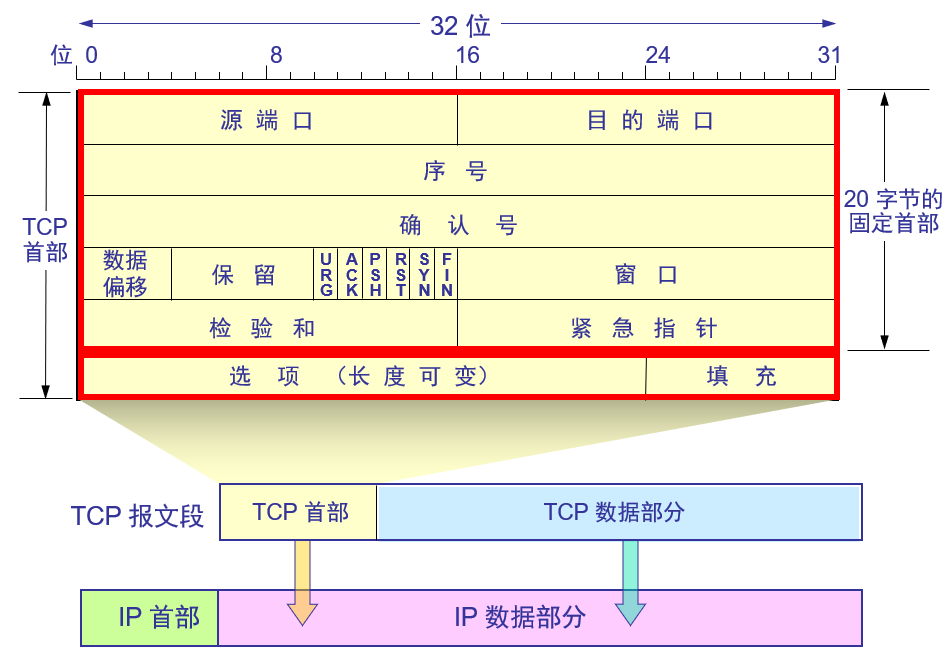 32 位
位 0 8 16 24 31
源 端 口 目 的 端 口
序 号
TCP
首部
20 字节的
固定首部
确 认 号
数据
偏移
保 留
URG
ACK
PSH
RST
SYN
FIN
窗 口
检 验 和 紧 急 指 针
选 项 （长 度 可 变） 填 充
TCP 报文段 TCP 首部 TCP 数据部分
IP 首部 IP 数据部分